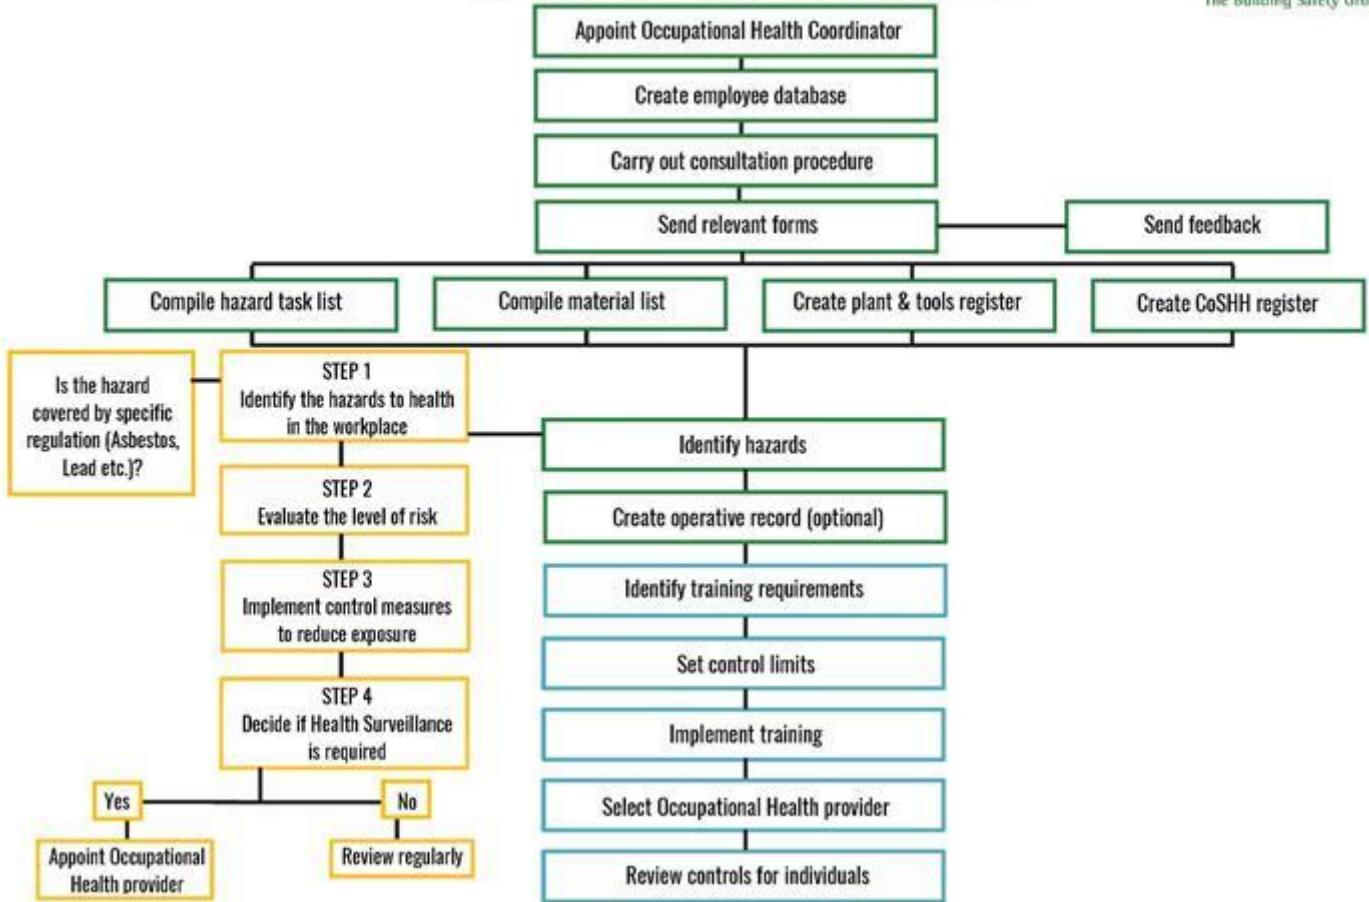 The Building Safety Gro
Appoint Occupational Health Coordinator
Create employee database
Carry out consultation procedure
Send relevant forms
Send feedback
Compile hazard task list
Compile material list
Create plant & tools register
Create CoSHH register
Is the hazard
covered by specific
regulation (Asbestos,
Lead etc.)?
STEP 1
Identify the hazards to health
in the workplace
STEP 2
Evaluate the level of risk
STEP 3
Implement control measures
to reduce exposure
STEP 4
Decide if Health Surveillance
is required
Yes
No
Appoint Occupational
Health provider
Review regularly
Identify hazards
Create operative record (optional)
Identify training requirements
Set control limits
Implement training
Select Occupational Health provider
Review controls for individuals